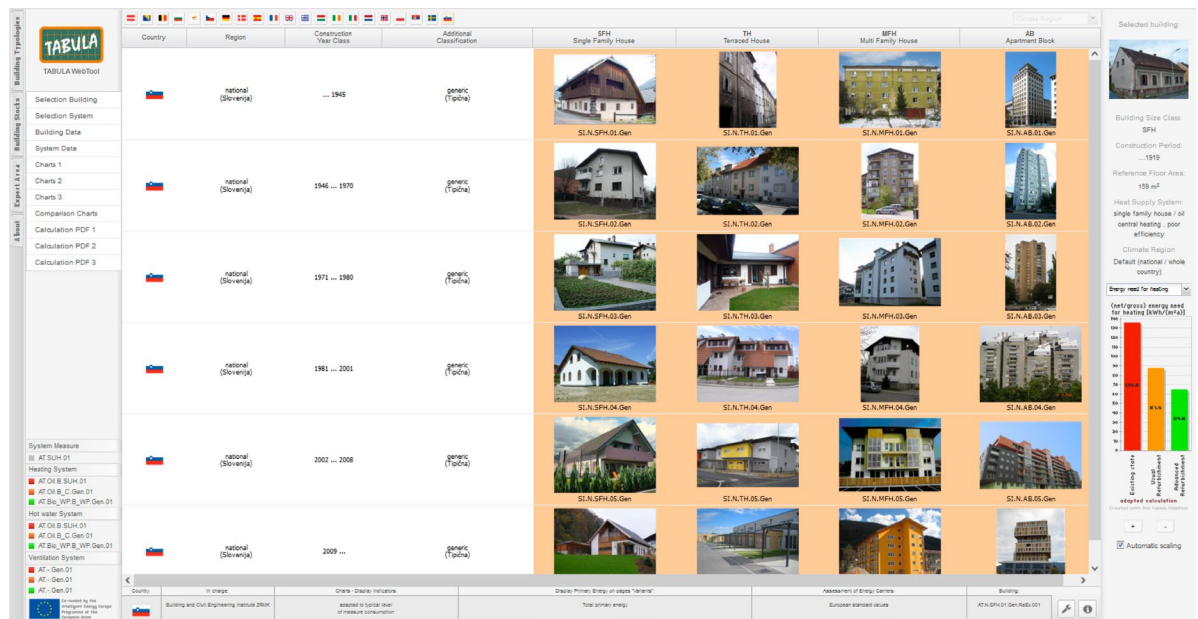 Building Typologies
Building Stocks
Expert Area
About
TABULA
TABULA WebTool
Selection Building
Selection System
Building Data
System Data
Charts 1
Charts 2
Charts 3
Comparison Charts
Calculation PDF 1
Calculation PDF 2
Calculation PDF 3
System Measure
AT.SUH.01
Heating System
AT.Oil.B.SUH.01
AT.Oil.B_C.Gen.01
AT.Bio_WP.B_WP.Gen.01
Hot water System
AT.Oil.B.SUH.01
AT.Oil.B_C.Gen.01
AT.Bio_WP.B_WP.Gen.01
Ventilation System
AT.-.Gen.01
AT.-.Gen.01
AT.-.Gen.01
Co-funded by the
Intelligent Energy Europe
Programme of the
European Union
Climate Region
Country
Region
Construction
Year Class
Additional
Classification
SFH
Single Family House
TH
Terraced House
MFH
Multi Family House
AB
Apartment Block
national
(Slovenija)
... 1945
generic
(Tipična)
SI.N.SFH.01.Gen
SI.N.TH.01.Gen
SI.N.MFH.01.Gen
SI.N.AB.01.Gen
national
(Slovenija)
1946 ... 1970
generic
(Tipična)
SI.N.SFH.02.Gen
SI.N.TH.02.Gen
SI.N.MFH.02.Gen
SI.N.AB.02.Gen
national
(Slovenija)
1971 ... 1980
generic
(Tipična)
SI.N.SFH.03.Gen
SI.N.TH.03.Gen
SI.N.MFH.03.Gen
SI.N.AB.03.Gen
national
(Slovenija)
1981 ... 2001
generic
(Tipična)
SI.N.SFH.04.Gen
SI.N.TH.04.Gen
SI.N.MFH.04.Gen
SI.N.AB.04.Gen
national
(Slovenija)
2002 ... 2008
generic
(Tipična)
SI.N.SFH.05.Gen
SI.N.TH.05.Gen
SI.N.MFH.05.Gen
SI.N.AB.05.Gen
national
(Slovenija)
2009 ...
generic
(Tipična)
Country
In charge:
Charts - Display Indicators
Display Primary Energy on pages "Variants":
Assessment of Energy Carriers
Building:
Building and Civil Engineering Institute ZRMK
adapted to typical level
of measure consumption
Total primary energy
European standard values
AT.N.SFH.01.Gen.ReEx.001
Selected building:
Building Size Class
SFH
Construction Period:
...1919
Reference Floor Area:
159 m²
Heat Supply System:
single family house / oil
central heating , poor
efficiency
Climate Region
Default (national / whole
country)
Energy need for heating
(net/gross) energy need
for heating [kWh/(m²a)]
Existing state
Usual
Refurbishment
Advanced
Refurbishment
adapted calculation
+
-
Automatic scaling